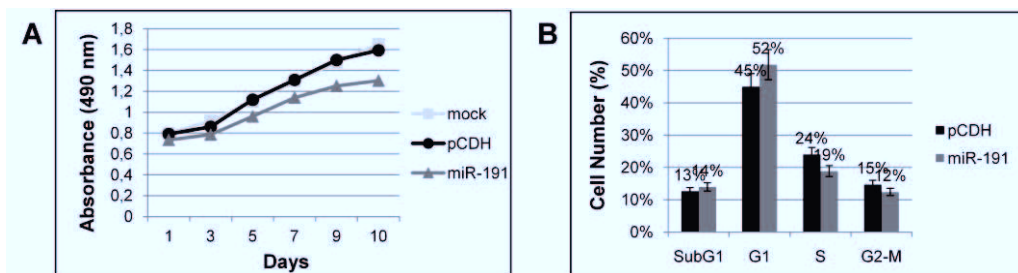 A
Absorbance (490 nm)
1,8
1,6
1,4
1,2
1
0,8
0,6
0,4
0,2
0
1 3 5 7 9 10
Days
mock
pCDH
miR-191
B
Cell Number (%)
60%
50%
40%
30%
20%
10%
0%
13% 14%
45% 52%
24% 19%
15% 12%
SubG1 G1 S G2-M
pCDH
miR-191